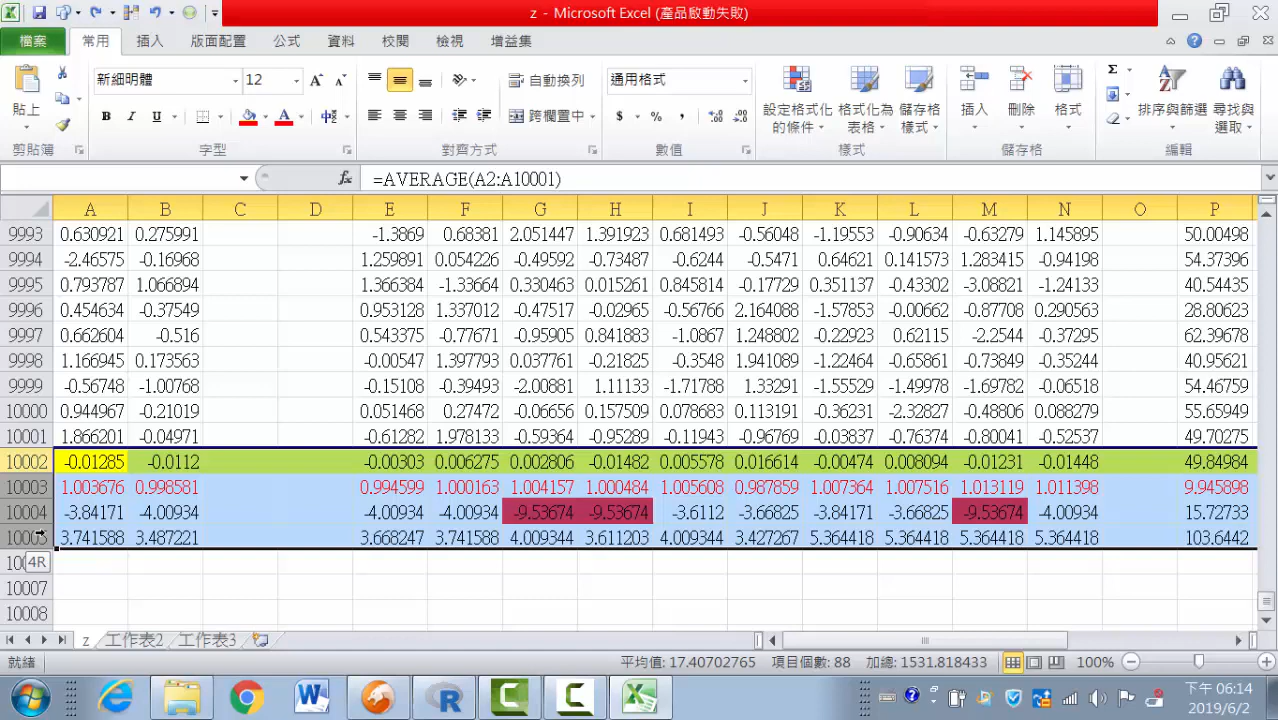 z - Microsoft Excel (產品啟動失敗)
檔案 常用 插入 版面配置 公式 資料 校閱 檢視 增益集
新細明體 12 自動換列 通用格式 Σ
貼上 B I U 中 跨欄置中 $ % , 設定格式化的條件 格式化為表格 儲存格樣式 插入 刪除 格式 排序與篩選 尋找與選取
剪貼簿 字型 對齊方式 數值 樣式 儲存格 編輯
fx =AVERAGE(A2:A10001)
A B C D E F G H I J K L M N O P
9993 0.630921 0.275991 -1.3869 0.68381 2.051447 1.391923 0.681493 -0.56048 -1.19553 -0.90634 -0.63279 1.145895 50.00498
9994 -2.46575 -0.16968 1.259891 0.054226 -0.49592 -0.73487 -0.6244 -0.5471 0.64621 0.141573 1.283415 -0.94198 54.37396
9995 0.793787 1.066894 1.366384 -1.33664 0.330463 0.015261 0.845814 -0.17729 0.351137 -0.43302 -3.08821 -1.24133 40.54435
9996 0.454634 -0.37549 0.953128 1.337012 -0.47517 -0.02965 -0.56766 2.164088 -1.57853 -0.00662 -0.87708 0.290563 28.80623
9997 0.662604 -0.516 0.543375 -0.77671 -0.95905 0.841883 -1.0867 1.248802 -0.22923 0.62115 -2.2544 -0.37295 62.39678
9998 1.166945 0.173563 -0.00547 1.397793 0.037761 -0.21825 -0.3548 1.941089 -1.22464 -0.65861 -0.73849 -0.35244 40.95621
9999 -0.56748 -1.00768 -0.15108 -0.39493 -2.00881 1.11133 -1.71788 1.33291 -1.55529 -1.49978 -1.69782 -0.06518 54.46759
10000 0.944967 -0.21019 0.051468 0.27472 -0.06656 0.157509 0.078683 0.113191 -0.36231 -2.32827 -0.48806 0.088279 55.65949
10001 1.866201 -0.04971 -0.61282 1.978133 -0.59364 -0.95289 -0.11943 -0.96769 -0.03837 -0.76374 -0.80041 -0.52537 49.70275
10002 -0.01285 -0.0112 -0.00303 0.006275 0.002806 -0.01482 0.005578 0.016614 -0.00474 0.008094 -0.01231 -0.01448 49.84984
10003 1.003676 0.998581 0.994599 1.000163 1.004157 1.000484 1.005608 0.987859 1.007364 1.007516 1.013119 1.011398 9.945898
10004 -3.84171 -4.00934 -4.00934 -4.00934 -9.53674 -9.53674 -3.6112 -3.66825 -3.84171 -3.66825 -9.53674 -4.00934 15.72733
3.741588 3.487221 3.668247 3.741588 4.009344 3.611203 4.009344 3.427267 5.364418 5.364418 5.364418 5.364418 103.6442
4R
10007
10008
z 工作表2 工作表3
就緒 平均值: 17.40702765 項目個數: 88 加總: 1531.818433 100%
下午 06:14
2019/6/2